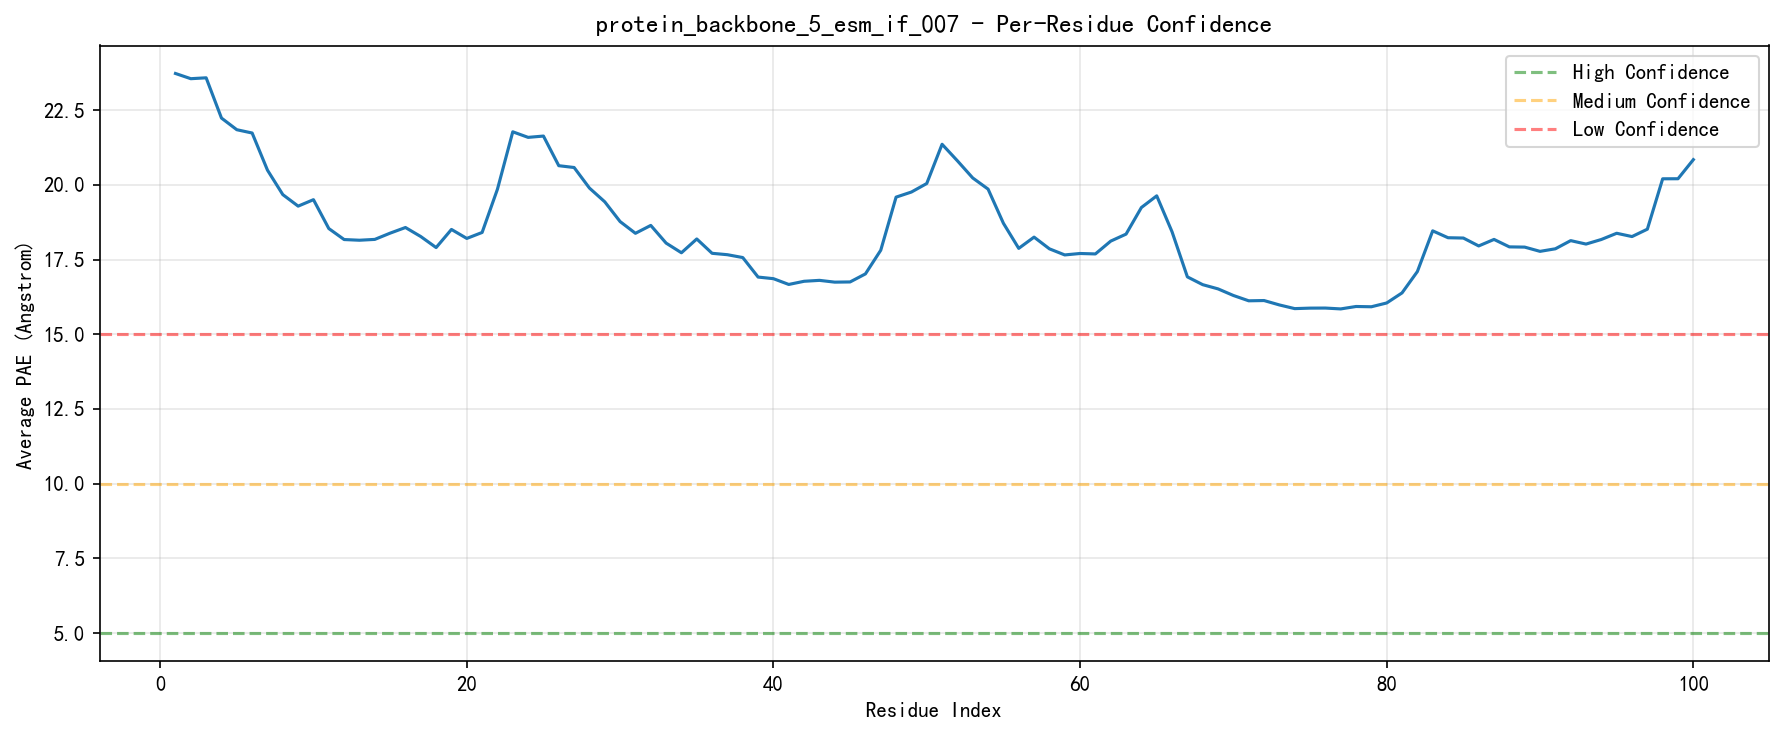 protein_backbone_5_esm_if_007 - Per-Residue Confidence
High Confidence
Medium Confidence
Low Confidence
Average PAE (Angstrom)
22.5
20.0
17.5
15.0
12.5
10.0
7.5
5.0
0 20 40 60 80 100
Residue Index